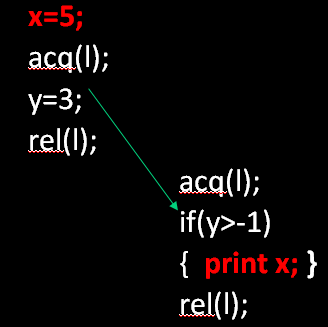 x=5;
acq(l);
y=3;
rel(l);
acq(l);
if(y>-1)
{ print x; }
rel(l);